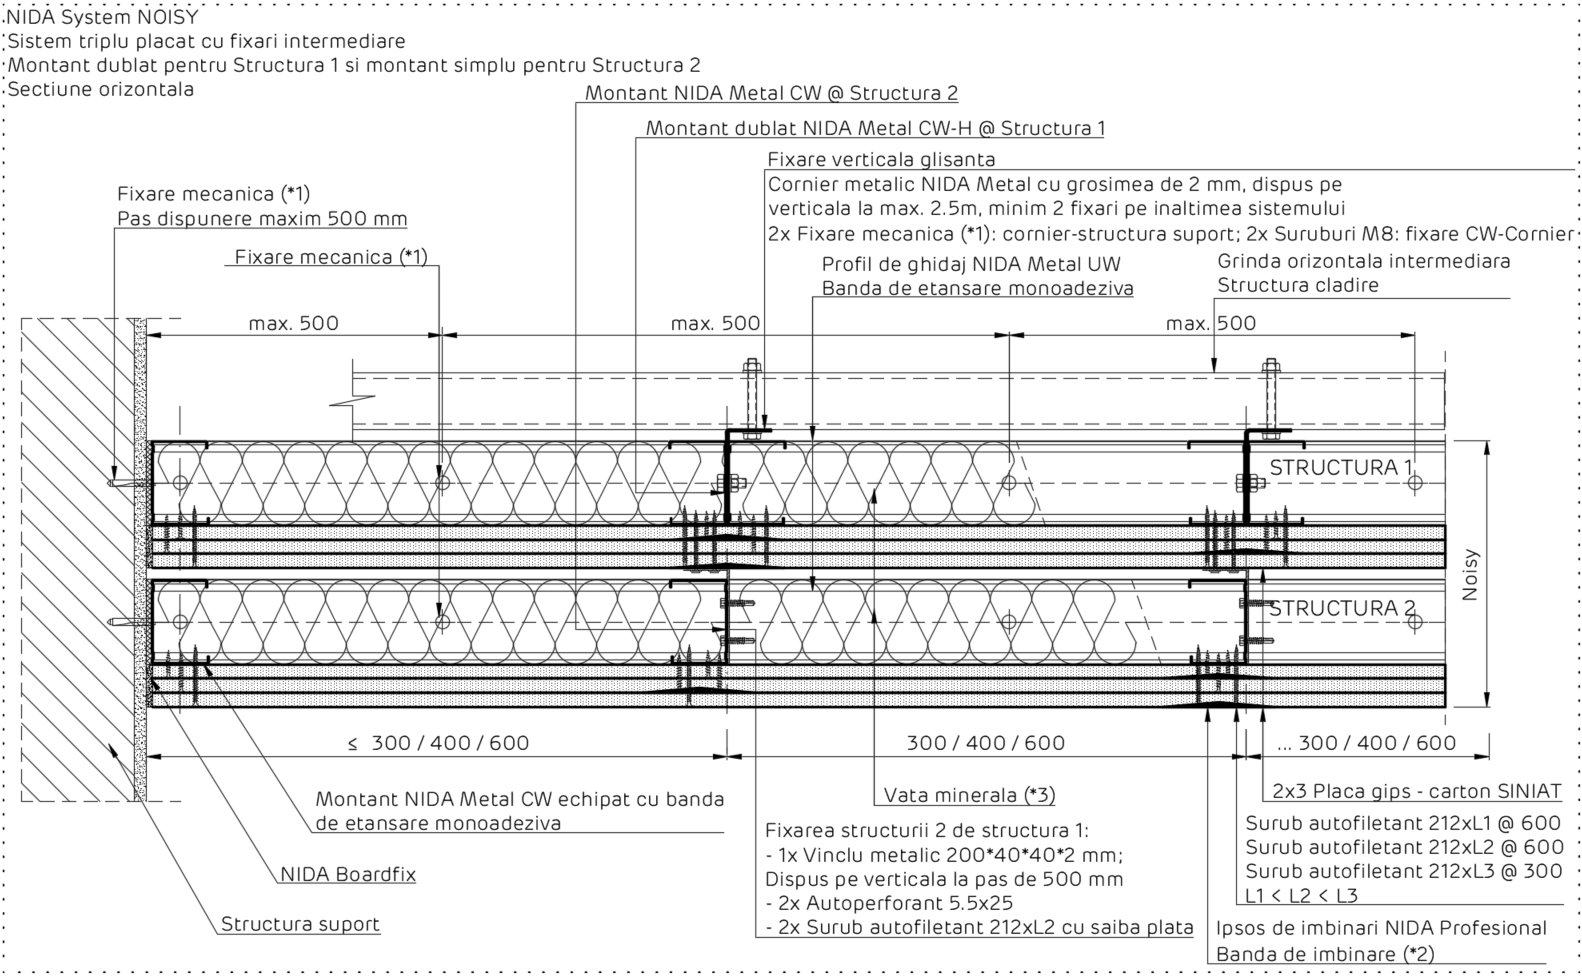 NIDA System NOISY
Sistem triplu placat cu fixari intermediare
Montant dublat pentru Structura 1 si montant simplu pentru Structura 2
Sectiune orizontala
Montant NIDA Metal CW @ Structura 2
Montant dublat NIDA Metal CW-H @ Structura 1
Fixare verticala glisanta
Cornier metalic NIDA Metal cu grosimea de 2 mm, dispus pe
verticala la max. 2.5m, minim 2 fixari pe inaltimea sistemului
2x Fixare mecanica (*1): cornier-structura suport; 2x Suruburi M8: fixare CW-Cornier
Fixare mecanica (*1)
Pas dispunere maxim 500 mm
Fixare mecanica (*1)
Profil de ghidaj NIDA Metal UW
Banda de etansare monoadeziva
Grinda orizontala intermediara
Structura cladire
max. 500
max. 500
max. 500
STRUCTURA 1
Noisy
STRUCTURA 2
≤ 300 / 400 / 600
300 / 400 / 600
... 300 / 400 / 600
Montant NIDA Metal CW echipat cu banda
de etansare monoadeziva
NIDA Boardfix
Structura suport
Vata minerala (*3)
Fixarea structurii 2 de structura 1:
- 1x Vinclu metalic 200*40*40*2 mm;
Dispus pe verticala la pas de 500 mm
- 2x Autoperforant 5.5x25
- 2x Surub autofiletant 212xL2 cu saiba plata
2x3 Placa gips - carton SINIAT
Surub autofiletant 212xL1 @ 600
Surub autofiletant 212xL2 @ 600
Surub autofiletant 212xL3 @ 300
L1 < L2 < L3
Ipsos de imbinari NIDA Profesional
Banda de imbinare (*2)